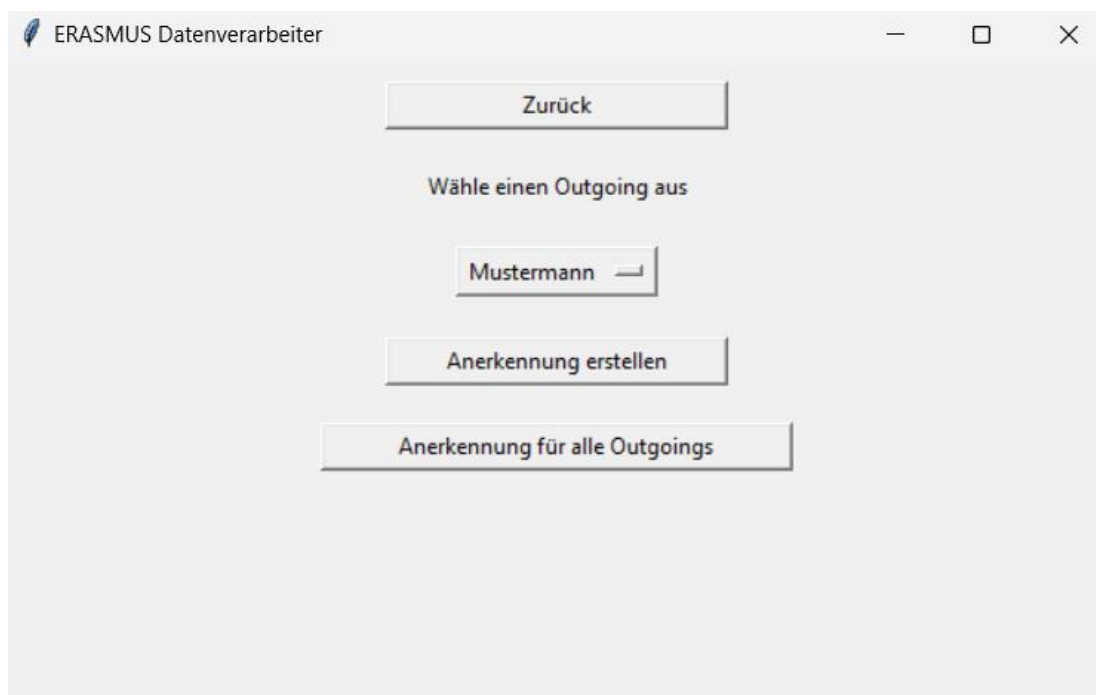 ERASMUS Datenverarbeiter
Zurück
Wähle einen Outgoing aus
Mustermann
Anerkennung erstellen
Anerkennung für alle Outgoings